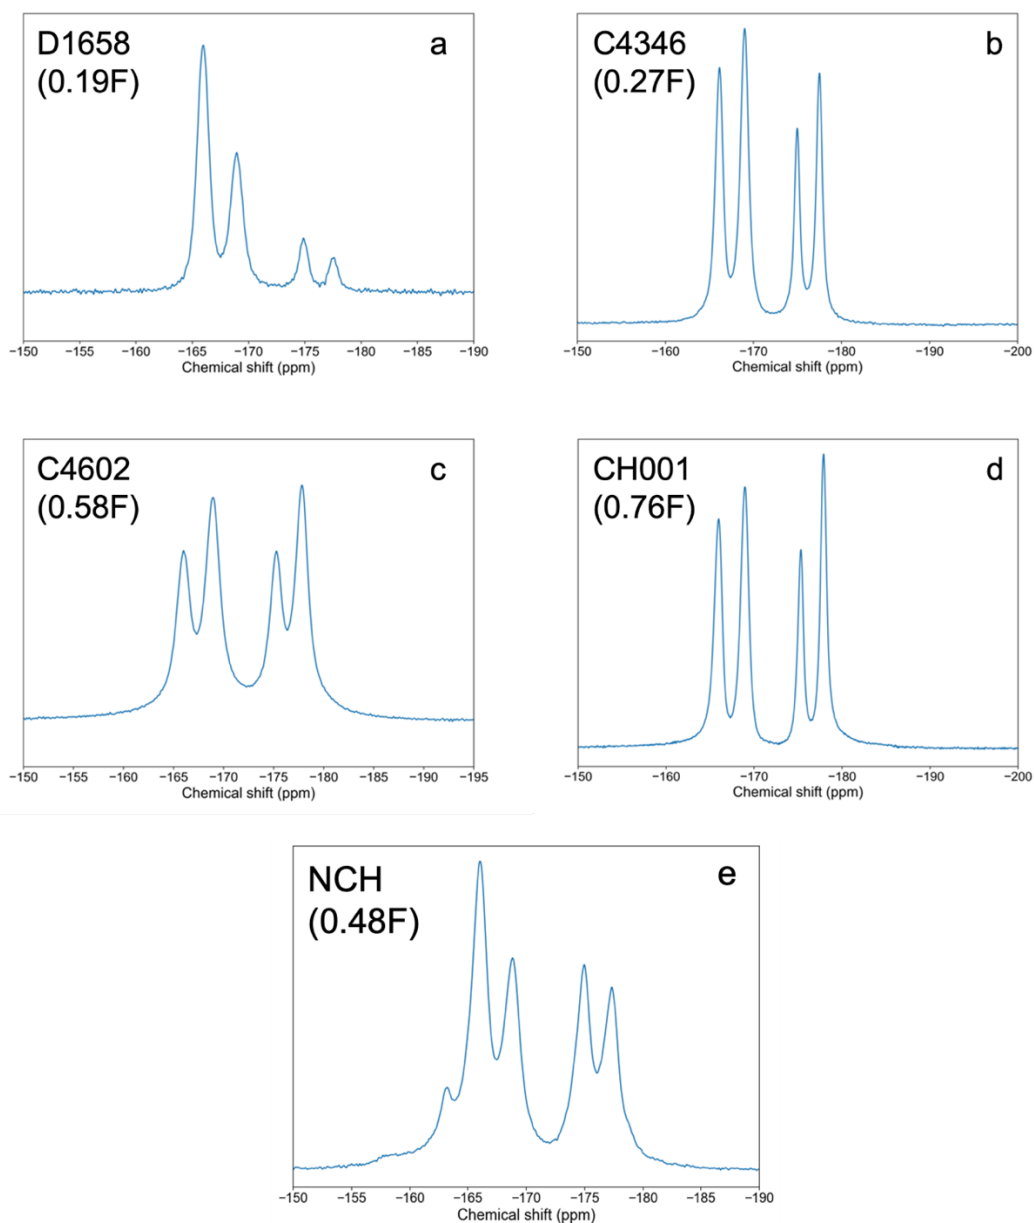 D1658
(0.19F)
a
−150 −155 −160 −165 −170 −175 −180 −185 −190
Chemical shift (ppm)
C4346
(0.27F)
b
−150 −160 −170 −180 −190 −200
Chemical shift (ppm)
C4602
(0.58F)
c
−150 −155 −160 −165 −170 −175 −180 −185 −190 −195
Chemical shift (ppm)
CH001
(0.76F)
d
−150 −160 −170 −180 −190 −200
Chemical shift (ppm)
NCH
(0.48F)
e
−150 −155 −160 −165 −170 −175 −180 −185 −190
Chemical shift (ppm)